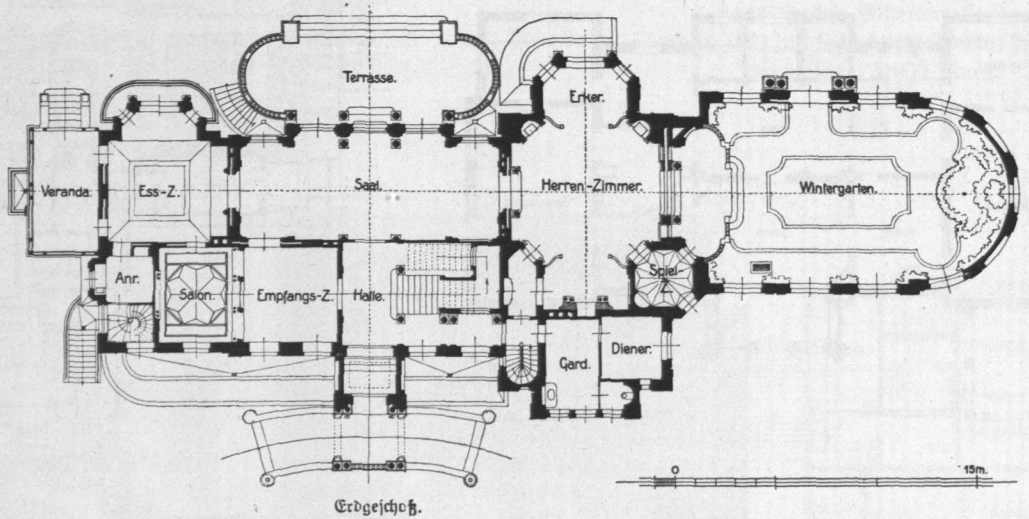 Terrasse.
Erker.
Veranda.
Ess-Z.
Saal.
Herren-Zimmer.
Wintergarten.
Anr.
Salon.
Empfangs-Z.
Halle.
Spiel-
Z.
Gard.
Diener.
0
15m.
Erdgeschoß.